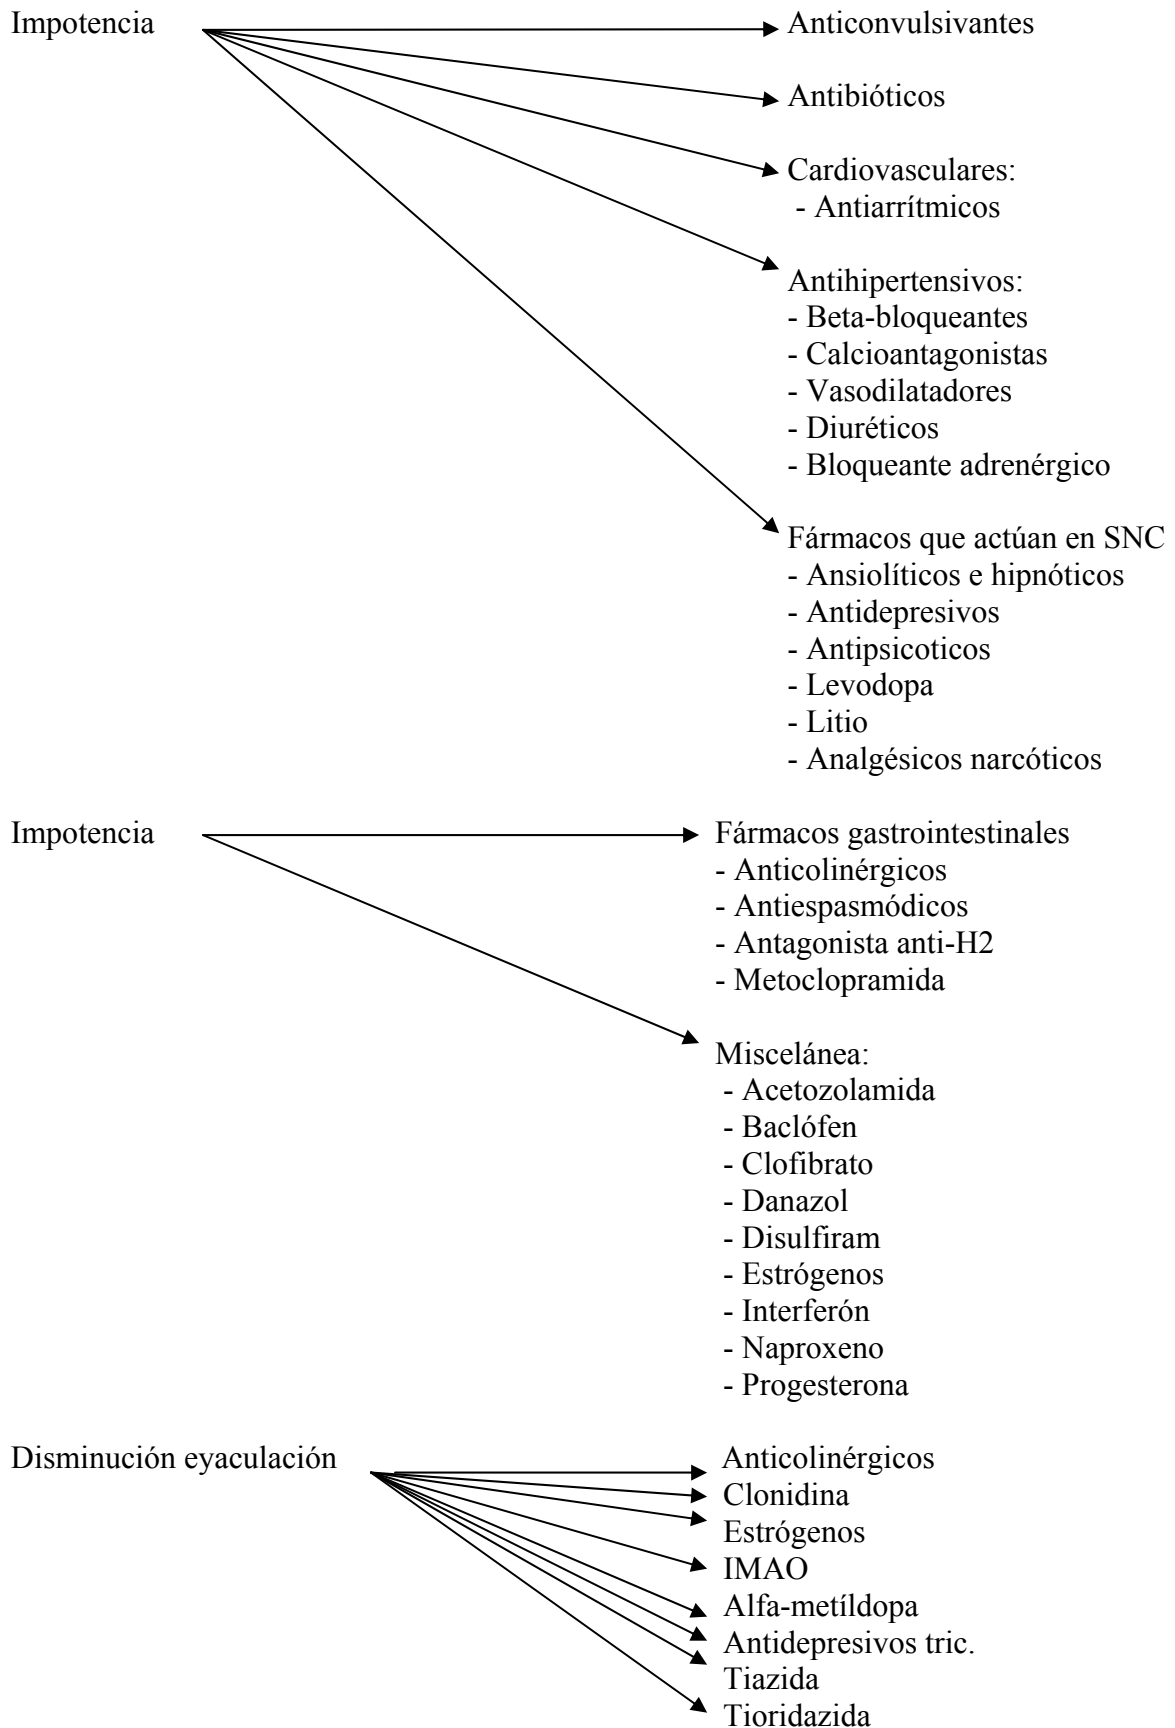 Impotencia
Anticonvulsivantes
Antibióticos
Cardiovasculares:
- Antiarrítmicos
Antihipertensivos:
- Beta-bloqueantes
- Calcioantagonistas
- Vasodilatadores
- Diuréticos
- Bloqueante adrenérgico
Fármacos que actúan en SNC
- Ansiolíticos e hipnóticos
- Antidepresivos
- Antipsicoticos
- Levodopa
- Litio
- Analgésicos narcóticos
Impotencia
Fármacos gastrointestinales
- Anticolinérgicos
- Antiespasmódicos
- Antagonista anti-H2
- Metoclopramida
Miscelánea:
- Acetozolamida
- Baclófen
- Clofibrato
- Danazol
- Disulfiram
- Estrógenos
- Interferón
- Naproxeno
- Progesterona
Disminución eyaculación
Anticolinérgicos
Clonidina
Estrógenos
IMAO
Alfa-metíldopa
Antidepresivos tric.
Tiazida
Tioridazida